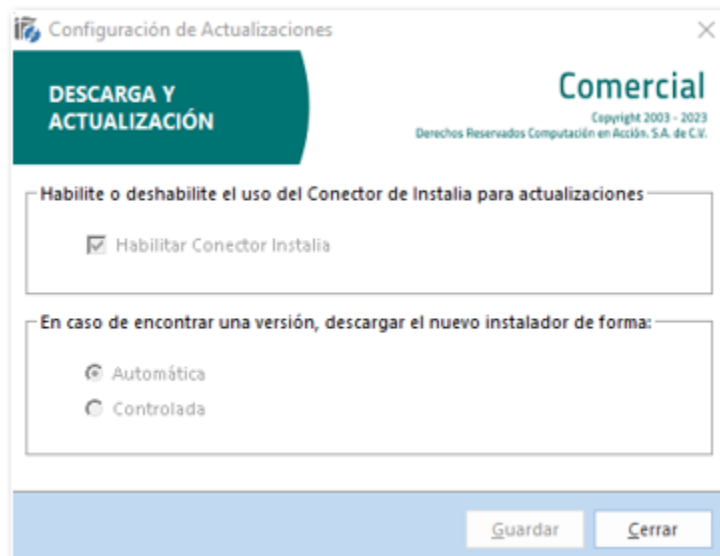 Configuración de Actualizaciones
DESCARGA Y
ACTUALIZACIÓN
Comercial
Copyright 2003 - 2023
Derechos Reservados Computación en Acción, S.A. de C.V.
Habilite o deshabilite el uso del Conector de Instalia para actualizaciones
Habilitar Conector Instalia
En caso de encontrar una versión, descargar el nuevo instalador de forma:
Automática
Controlada
Guardar
Cerrar